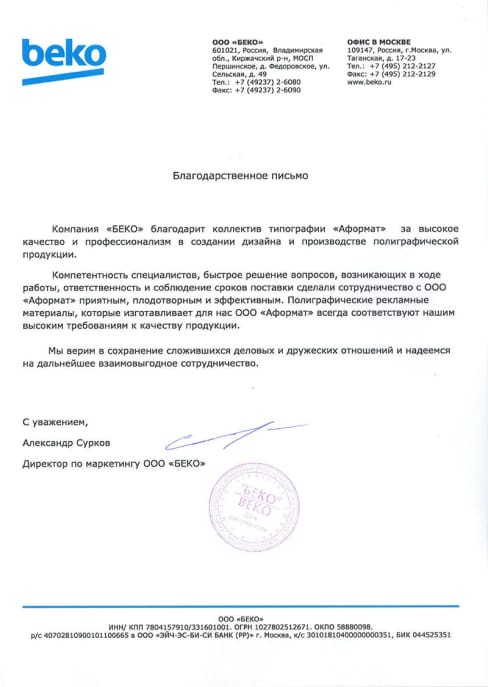 beko
ООО «БЕКО»
601021, Россия, Владимирская
обл., Киржачский р-н, МОСП
Першинское, д. Федоровское, ул.
Сельская, д. 49
Тел.: +7 (49237) 2-6080
Факс: +7 (49237) 2-6090
ОФИС В МОСКВЕ
109147, Россия, г.Москва, ул.
Таганская, д. 17-23
Тел.: +7 (495) 212-2127
Факс: +7 (495) 212-2129
www.beko.ru
Благодарственное письмо
Компания «БЕКО» благодарит коллектив типографии «Аформат» за высокое
качество и профессионализм в создании дизайна и производстве полиграфической
продукции.
Компетентность специалистов, быстрое решение вопросов, возникающих в ходе
работы, ответственность и соблюдение сроков поставки сделали сотрудничество с ООО
«Аформат» приятным, плодотворным и эффективным. Полиграфические рекламные
материалы, которые изготавливает для нас ООО «Аформат» всегда соответствуют нашим
высоким требованиям к качеству продукции.
Мы верим в сохранение сложившихся деловых и дружеских отношений и надеемся
на дальнейшее взаимовыгодное сотрудничество.
С уважением,
Александр Сурков
Директор по маркетингу ООО «БЕКО»
"БЕКО"
BEKO
ООО «БЕКО»
ИНН/ КПП 7804157910/331601001. ОГРН 1027802512671. ОКПО 58880098.
р/с 40702810900101100665 в ООО «ЭЙЧ-ЭС-БИ-СИ БАНК (РР)» г. Москва, к/с 30101810400000000351, БИК 044525351